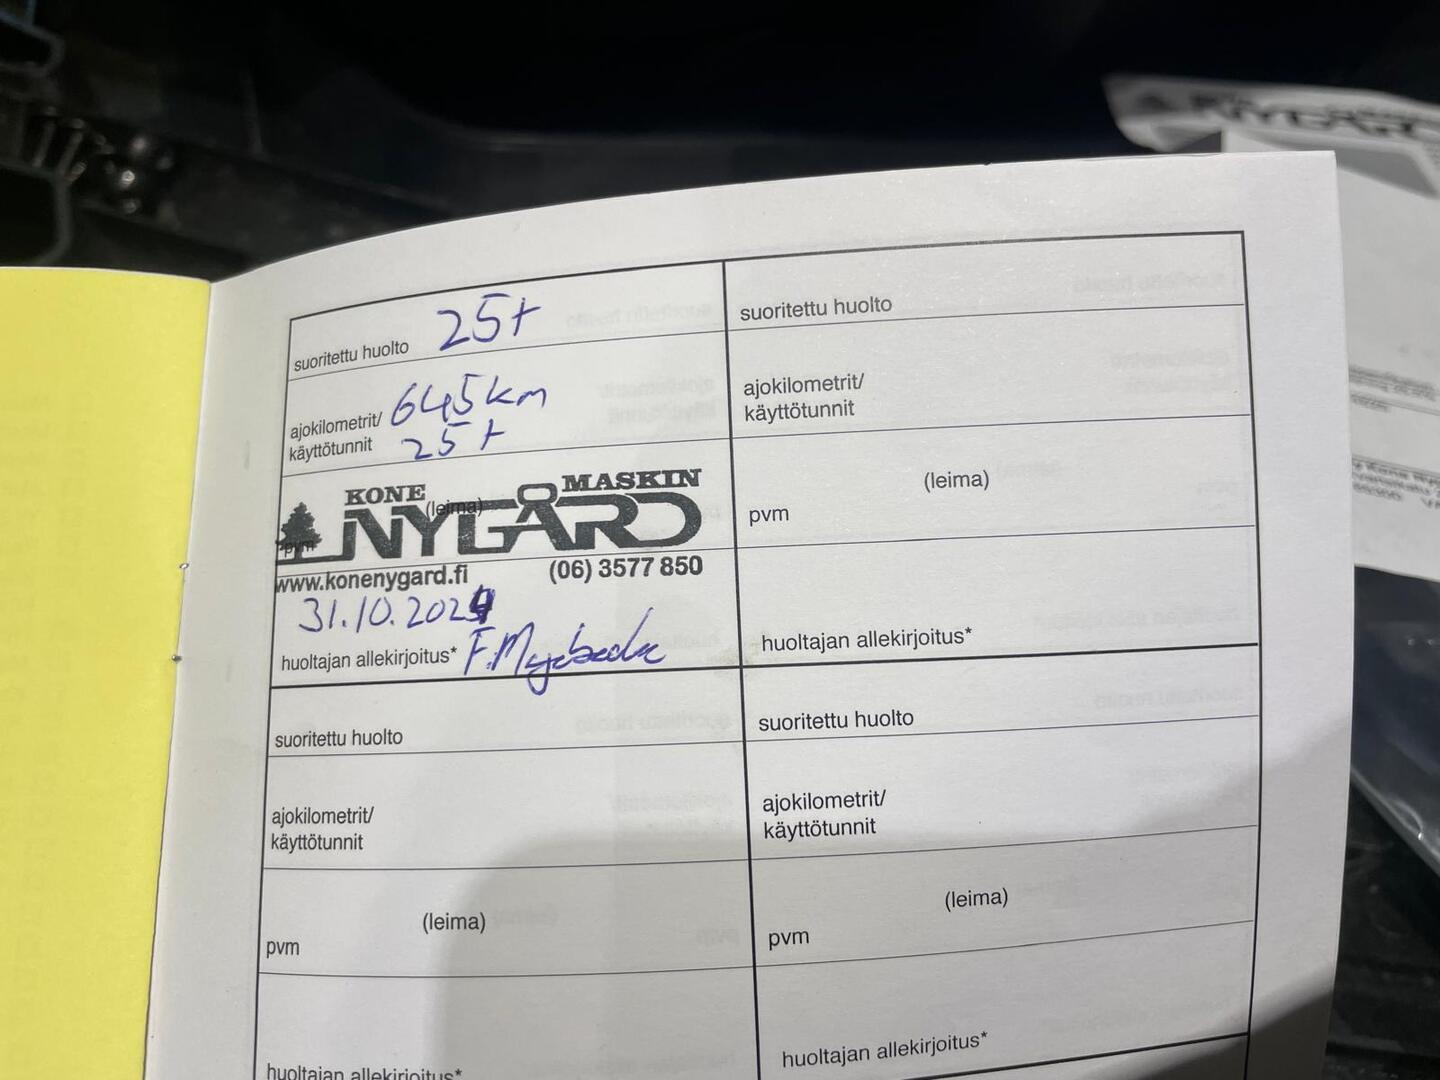 suoritettu huolto 25t
ajokilometrit/ 645km
käyttötunnit 25t
KONE MASKIN
(leima)
NYGÅRD
pvm
www.konenygard.fi (06) 3577 850
31.10.2024
huoltajan allekirjoitus*
suoritettu huolto
ajokilometrit/
käyttötunnit
(leima)
pvm
huoltajan allekirjoitus*
suoritettu huolto
ajokilometrit/
käyttötunnit
(leima)
pvm
huoltajan allekirjoitus*
suoritettu huolto
ajokilometrit/
käyttötunnit
(leima)
pvm
huoltajan allekirjoitus*
NYGÅRD